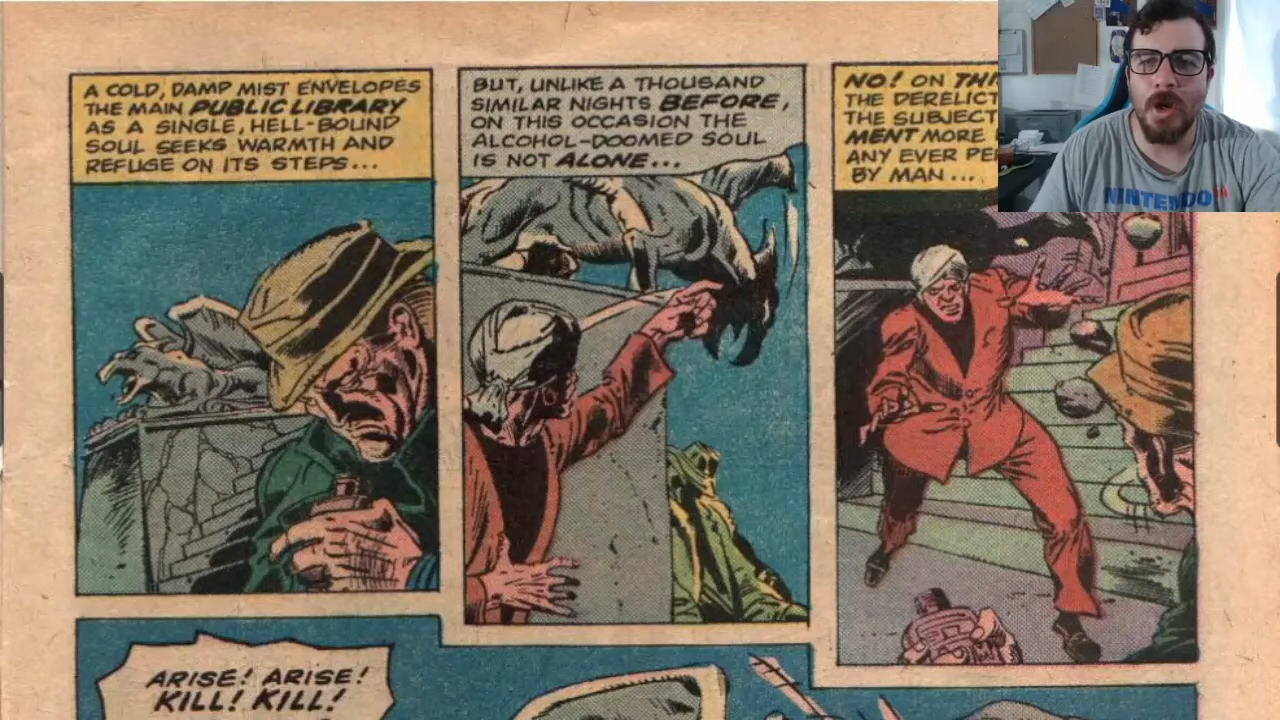 A COLD, DAMP MIST ENVELOPES
THE MAIN PUBLIC LIBRARY
AS A SINGLE, HELL-BOUND
SOUL SEEKS WARMTH AND
REFUGE ON ITS STEPS...
BUT, UNLIKE A THOUSAND
SIMILAR NIGHTS BEFORE,
ON THIS OCCASION THE
ALCOHOL-DOOMED SOUL
IS NOT ALONE...
NO! ON
THE DERELICT
THE SUBJECT
MENT MORE
ANY EVER
BY MAN...
NINTENDO
ARISE! ARISE!
KILL! KILL!